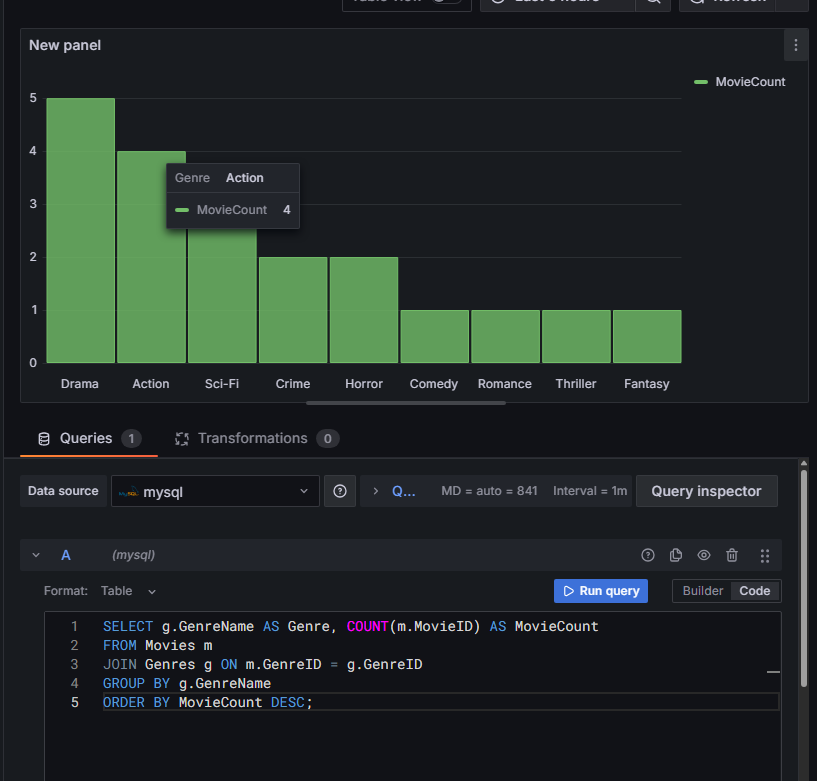 New panel
MovieCount
5
4
3
2
1
0
Genre Action
MovieCount 4
Drama Action Sci-Fi Crime Horror Comedy Romance Thriller Fantasy
Queries 1 Transformations 0
Data source mysql Q... MD = auto = 841 Interval = 1m Query inspector
A (mysql)
Format: Table Run query Builder Code
1 SELECT g.GenreName AS Genre, COUNT(m.MovieID) AS MovieCount
2 FROM Movies m
3 JOIN Genres g ON m.GenreID = g.GenreID
4 GROUP BY g.GenreName
5 ORDER BY MovieCount DESC;